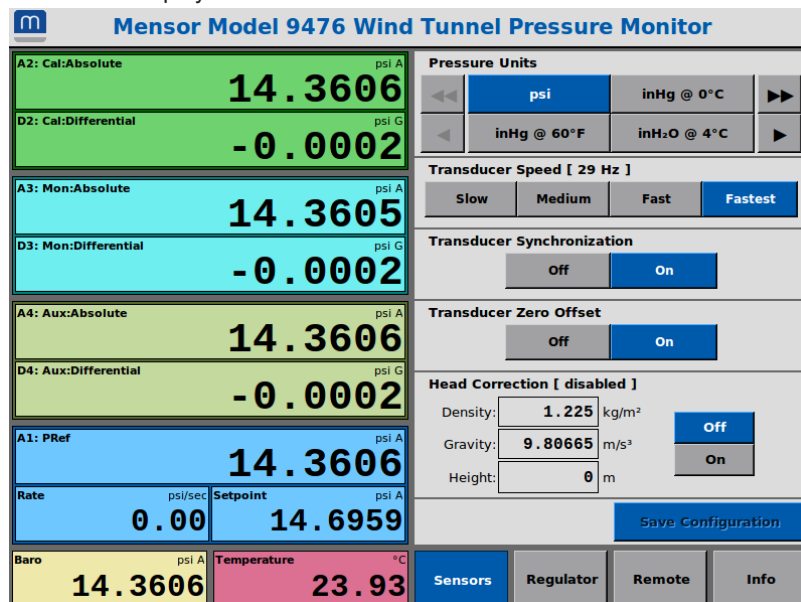 m
Mensor Model 9476 Wind Tunnel Pressure Monitor
A2: Cal:Absolute psi A
14.3606
D2: Cal:Differential psi G
-0.0002
A3: Mon:Absolute psi A
14.3605
D3: Mon:Differential psi G
-0.0002
A4: Aux:Absolute psi A
14.3606
D4: Aux:Differential psi G
-0.0002
A1: PRef psi A
14.3606
Rate psi/sec Setpoint psi A
0.00 14.6959
Baro psi A Temperature °C
14.3606 23.93
Pressure Units
psi inHg @ 0°C
inHg @ 60°F inH₂O @ 4°C
Transducer Speed [ 29 Hz ]
Slow Medium Fast Fastest
Transducer Synchronization
Off On
Transducer Zero Offset
Off On
Head Correction [ disabled ]
Density: 1.225 kg/m²
Gravity: 9.80665 m/s³
Height: 0 m
Off
On
Save Configuration
Sensors Regulator Remote Info